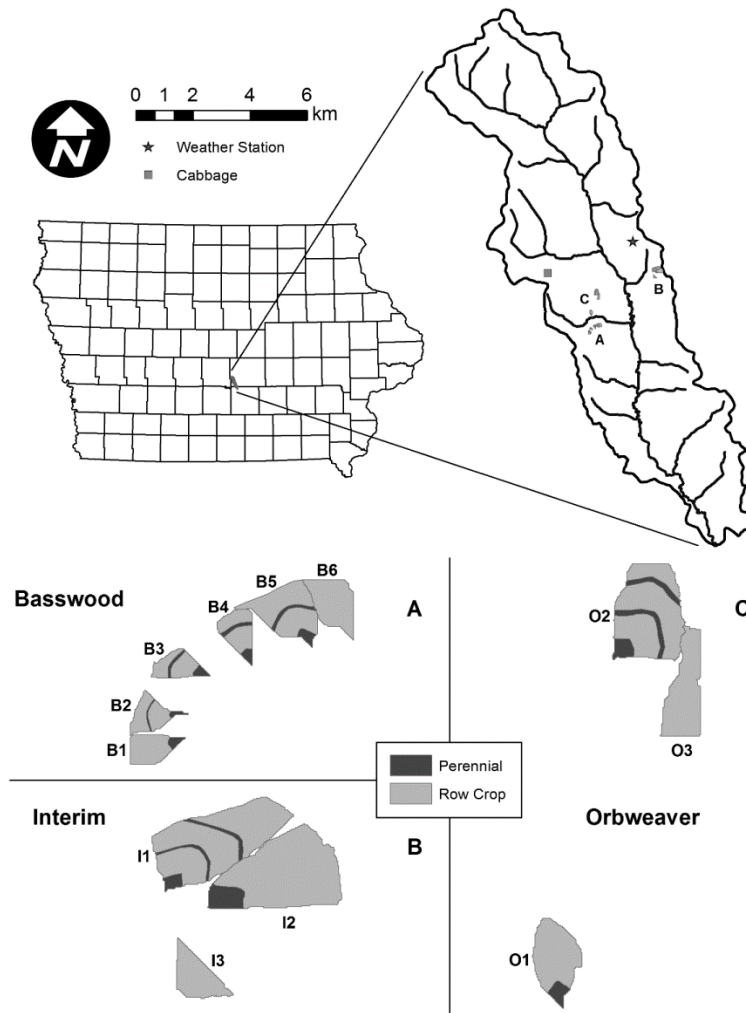 0 1 2 4 6
km
N
Weather Station
Cabbage
B
C
A
Basswood
A
B6
B5
B4
B3
B2
B1
C
O2
O3
Perennial
Row Crop
Interim
B
I1
I2
I3
Orbweaver
O1